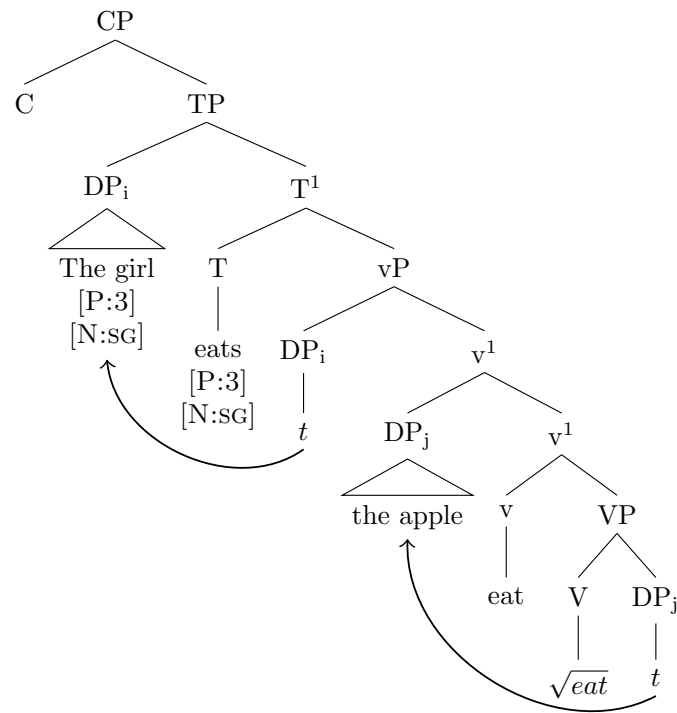 CP
C TP
DPi T¹
The girl T vP
[P:3]
[N:SG] eats DPi v¹
[P:3]
[N:SG] t DPj v¹
the apple v VP
eat V DPj
√eat t